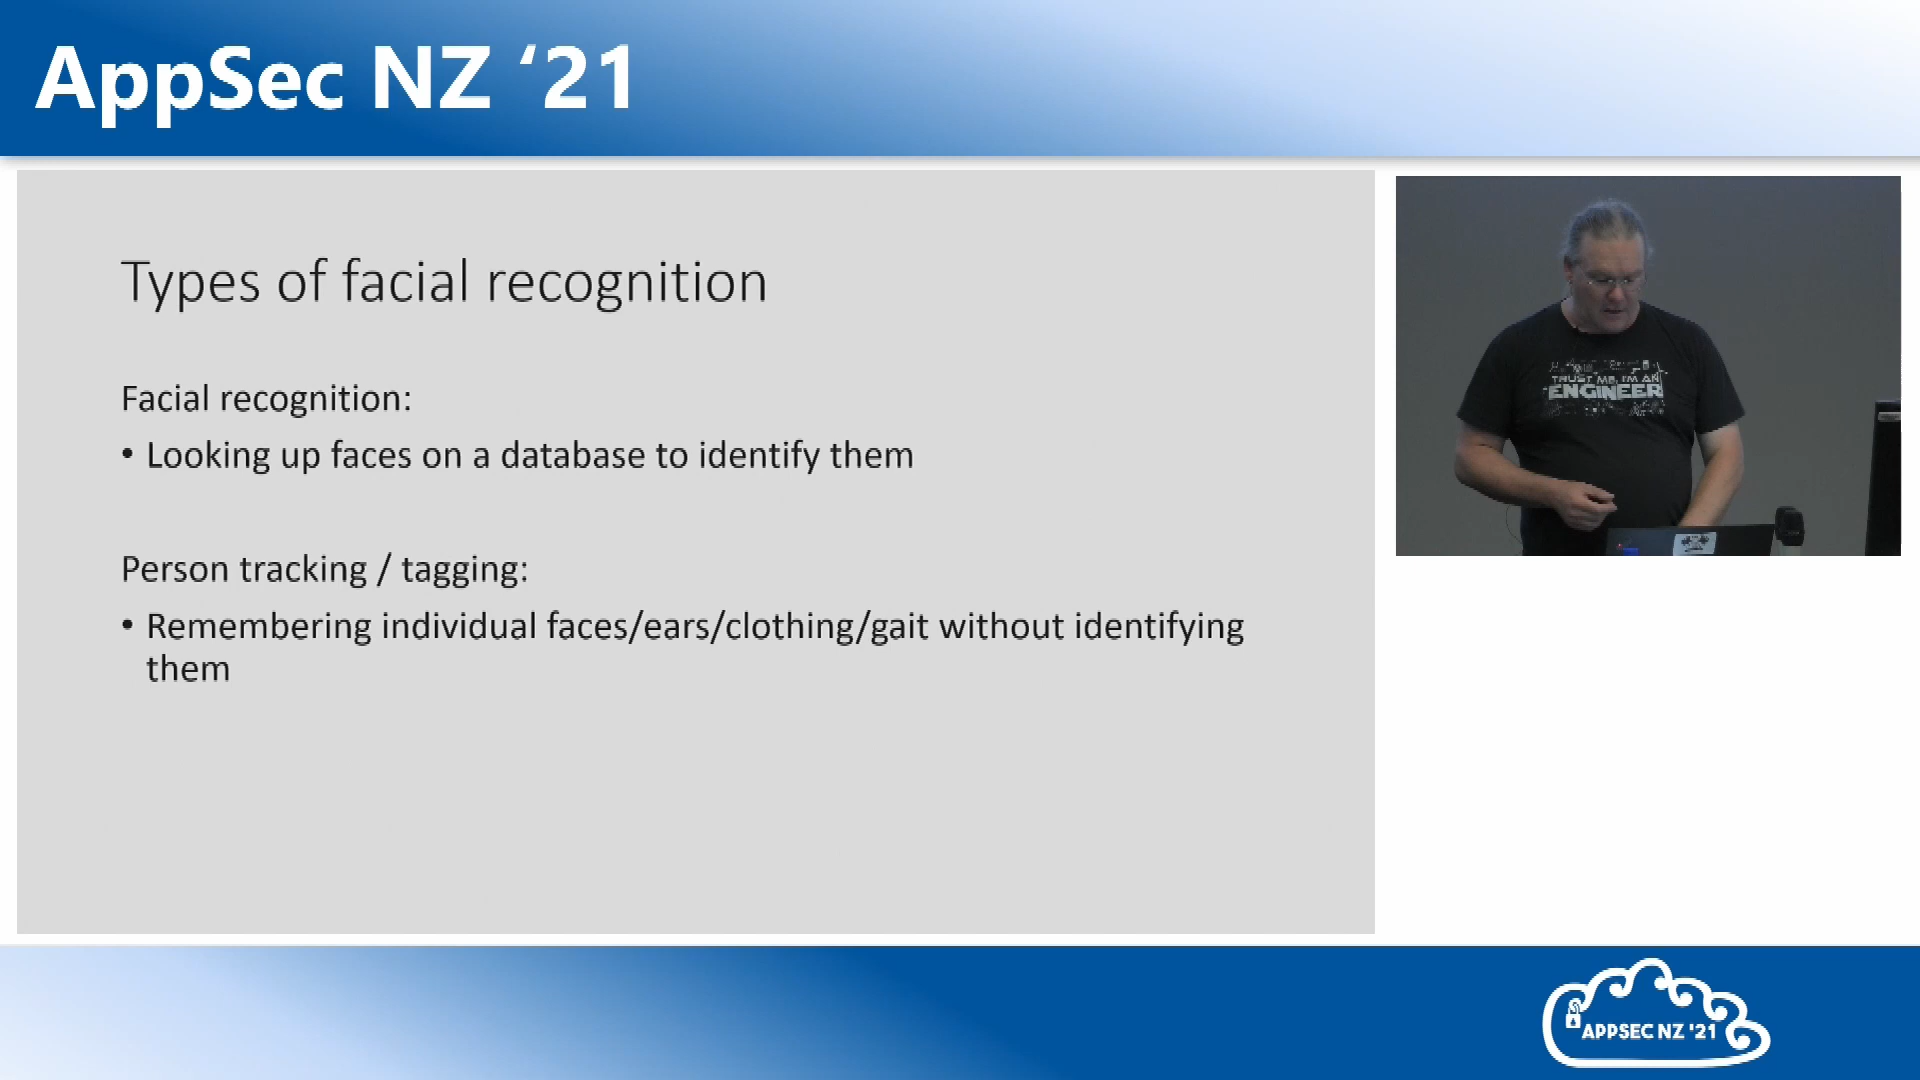 AppSec NZ ‘21
Types of facial recognition
Facial recognition:
• Looking up faces on a database to identify them
Person tracking / tagging:
• Remembering individual faces/ears/clothing/gait without identifying
them
TRUST ME, I'M AN
ENGINEER
APPSEC NZ '21